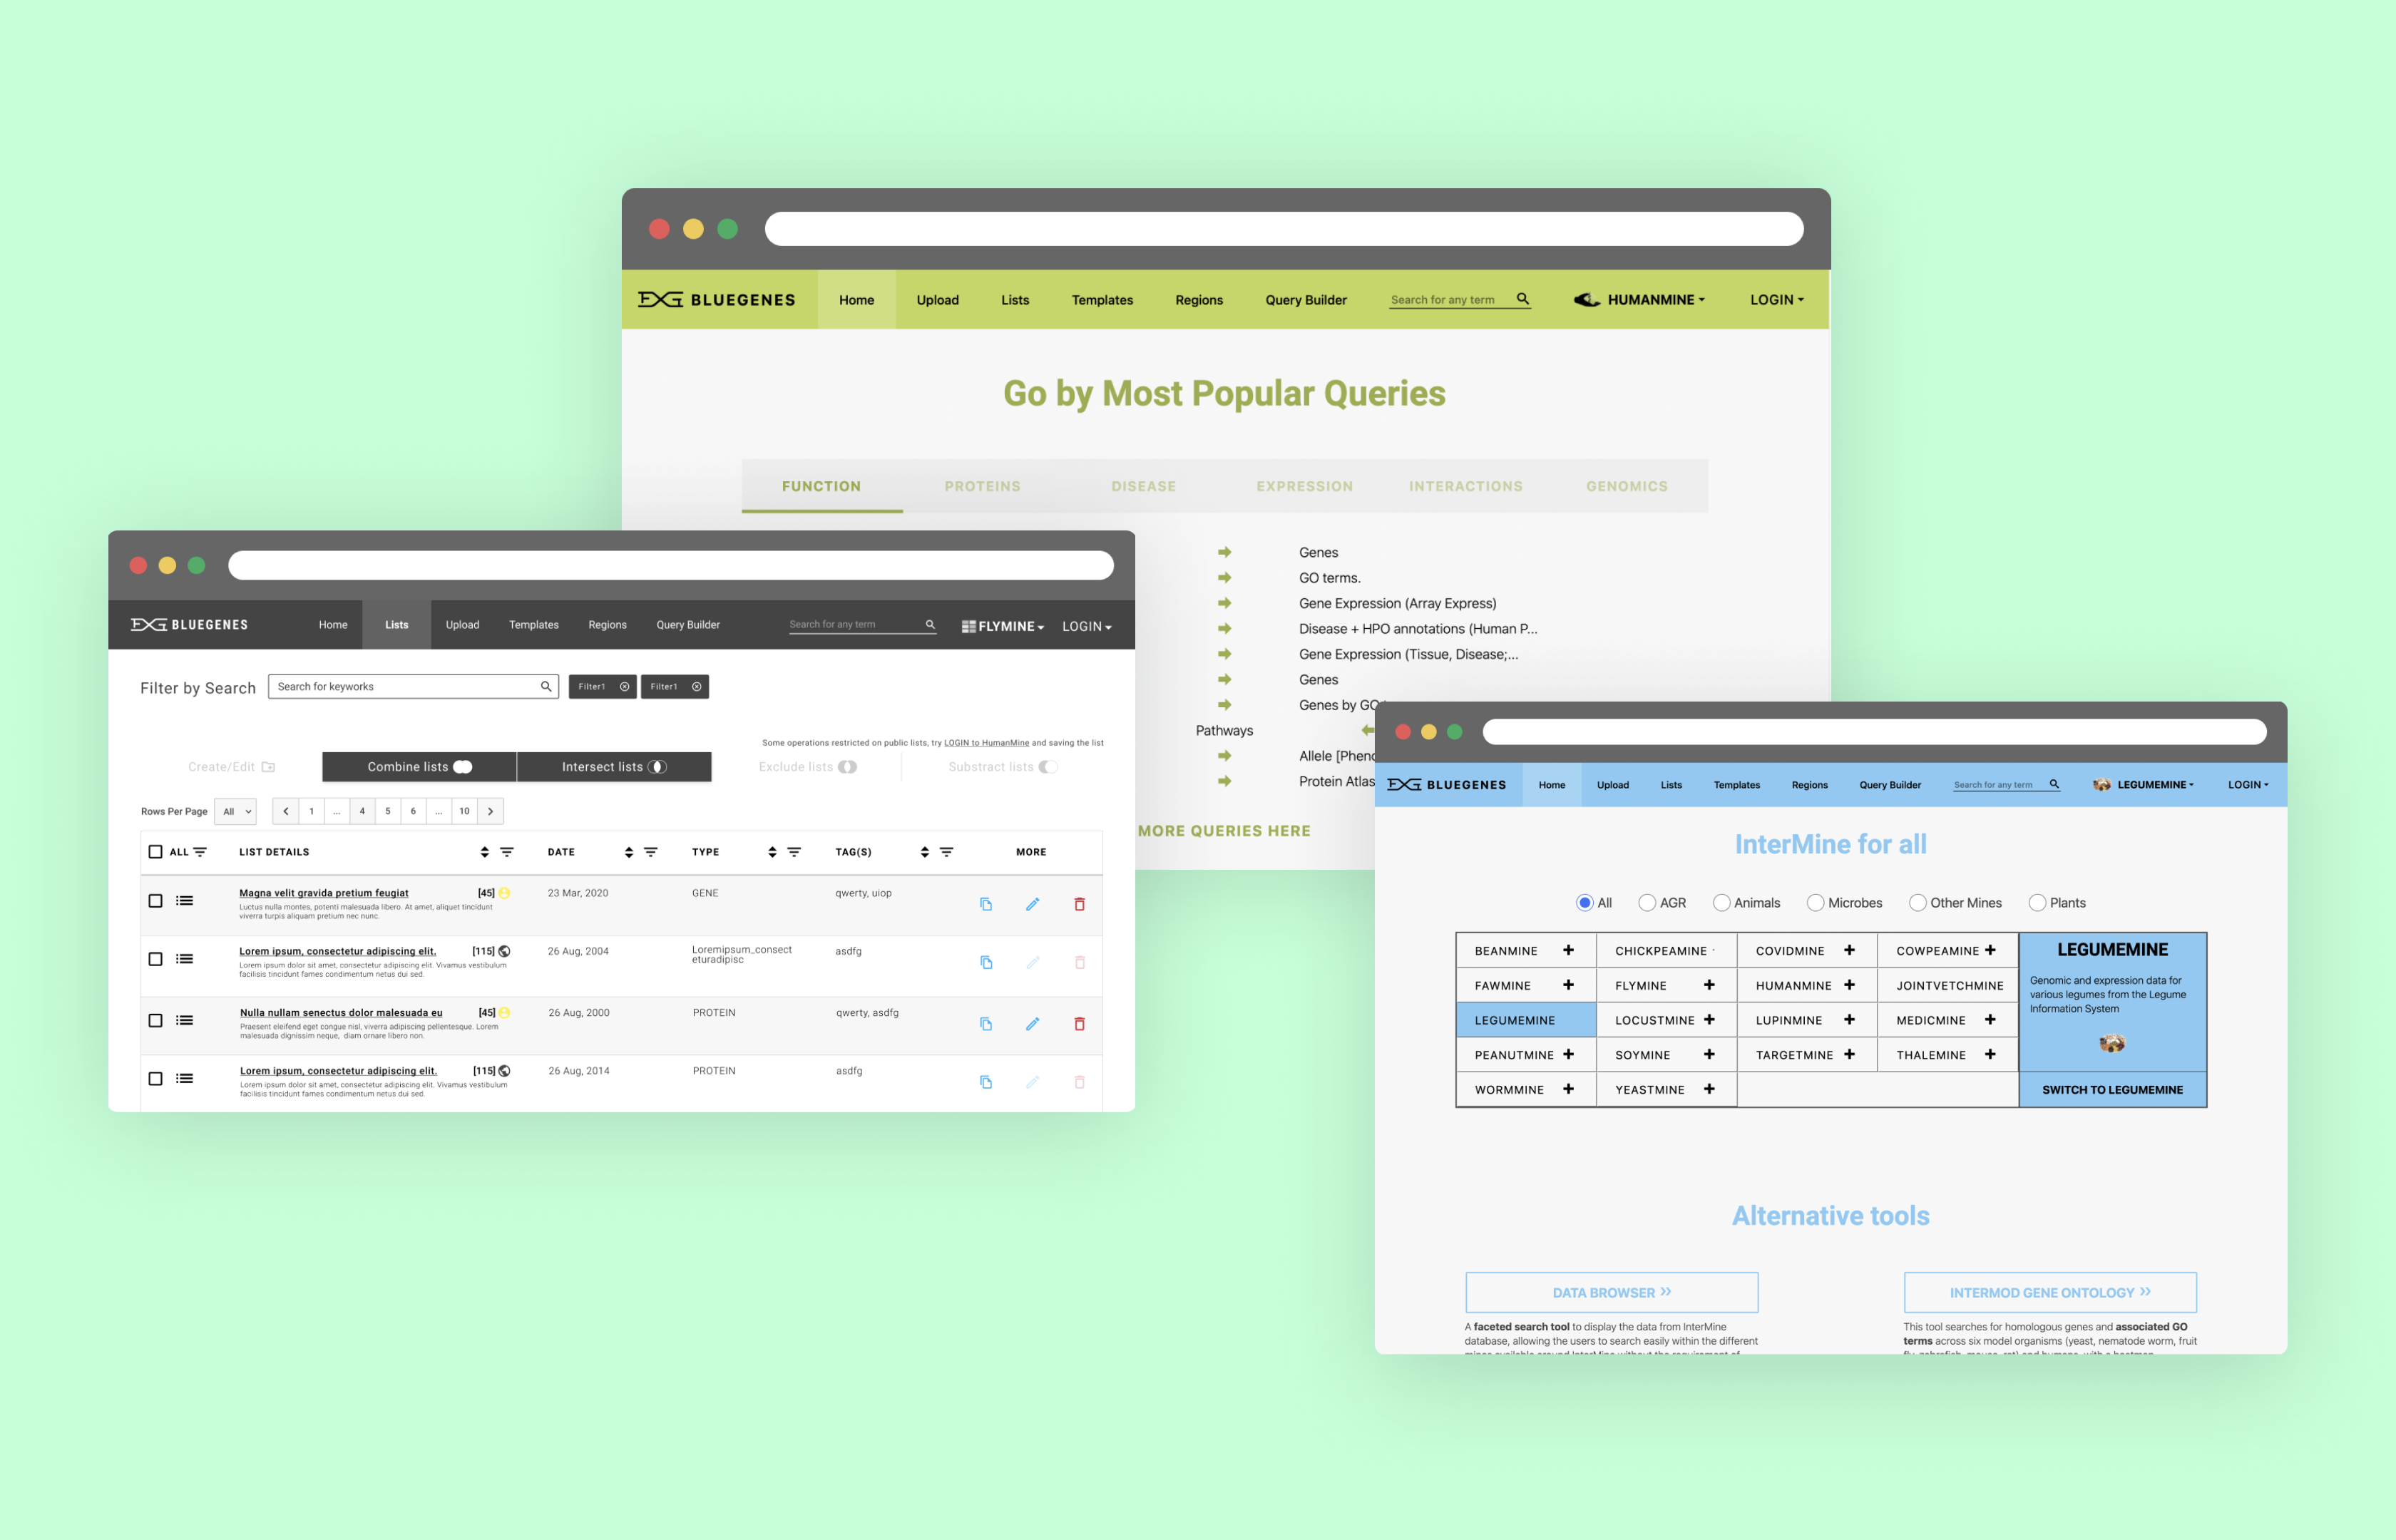 BLUEGENES Home Upload Lists Templates Regions Query Builder Search for any term HUMANMINE LOGIN
Go by Most Popular Queries
FUNCTION PROTEINS DISEASE EXPRESSION INTERACTIONS GENOMICS
Genes
GO terms.
Gene Expression (Array Express)
Disease + HPO annotations (Human P...
Gene Expression (Tissue, Disease;...
Genes
Genes by GO
Pathways
Allele [Pheno
Protein Atlas
MORE QUERIES HERE
BLUEGENES Home Lists Upload Templates Regions Query Builder Search for any term FLYMINE LOGIN
Filter by Search Search for keyworks Filter1 Filter1
Some operations restricted on public lists, try LOGIN to HumanMine and saving the list
Create/Edit Combine lists Intersect lists Exclude lists Substract lists
Rows Per Page All 1 ... 4 5 6 ... 10
ALL LIST DETAILS DATE TYPE TAG(S) MORE
Magna velit gravida pretium feugiat [45] 23 Mar, 2020 GENE qwerty, uiop
Luctus nulla montes, potenti malesuada libero. At amet, aliquet tincidunt
viverra turpis aliquam pretium nec nunc.
Lorem ipsum, consectetur adipiscing elit. [115] 26 Aug, 2004 Loremipsum_consect asdfg
eturadipisc
Lorem ipsum dolor sit amet, consectetur adipiscing elit. Vivamus vestibulum
facilisis tincidunt fames condimentum netus dui sed.
Nulla nullam senectus dolor malesuada eu [45] 26 Aug, 2000 PROTEIN qwerty, asdfg
Praesent eleifend eget congue nisl, viverra adipiscing pellentesque. Lorem
malesuada dignissim neque, diam ornare libero non.
Lorem ipsum, consectetur adipiscing elit. [115] 26 Aug, 2014 PROTEIN asdfg
Lorem ipsum dolor sit amet, consectetur adipiscing elit. Vivamus vestibulum
facilisis tincidunt fames condimentum netus dui sed.
BLUEGENES Home Upload Lists Templates Regions Query Builder Search for any term LEGUMEMINE LOGIN
InterMine for all
All AGR Animals Microbes Other Mines Plants
BEANMINE + CHICKPEAMINE COVIDMINE + COWPEAMINE +
FAWMINE + FLYMINE + HUMANMINE + JOINTVETCHMINE
LEGUMEMINE LOCUSTMINE + LUPINMINE + MEDICMINE +
PEANUTMINE + SOYMINE + TARGETMINE + THALEMINE +
WORMMINE + YEASTMINE +
LEGUMEMINE
Genomic and expression data for
various legumes from the Legume
Information System
SWITCH TO LEGUMEMINE
Alternative tools
DATA BROWSER »
A faceted search tool to display the data from InterMine
database, allowing the users to search easily within the different
mines available around InterMine without the requirement of
INTERMOD GENE ONTOLOGY »
This tool searches for homologous genes and associated GO
terms across six model organisms (yeast, nematode worm, fruit
fly, zebrafish, mouse, rat) and humans, with a heatmap